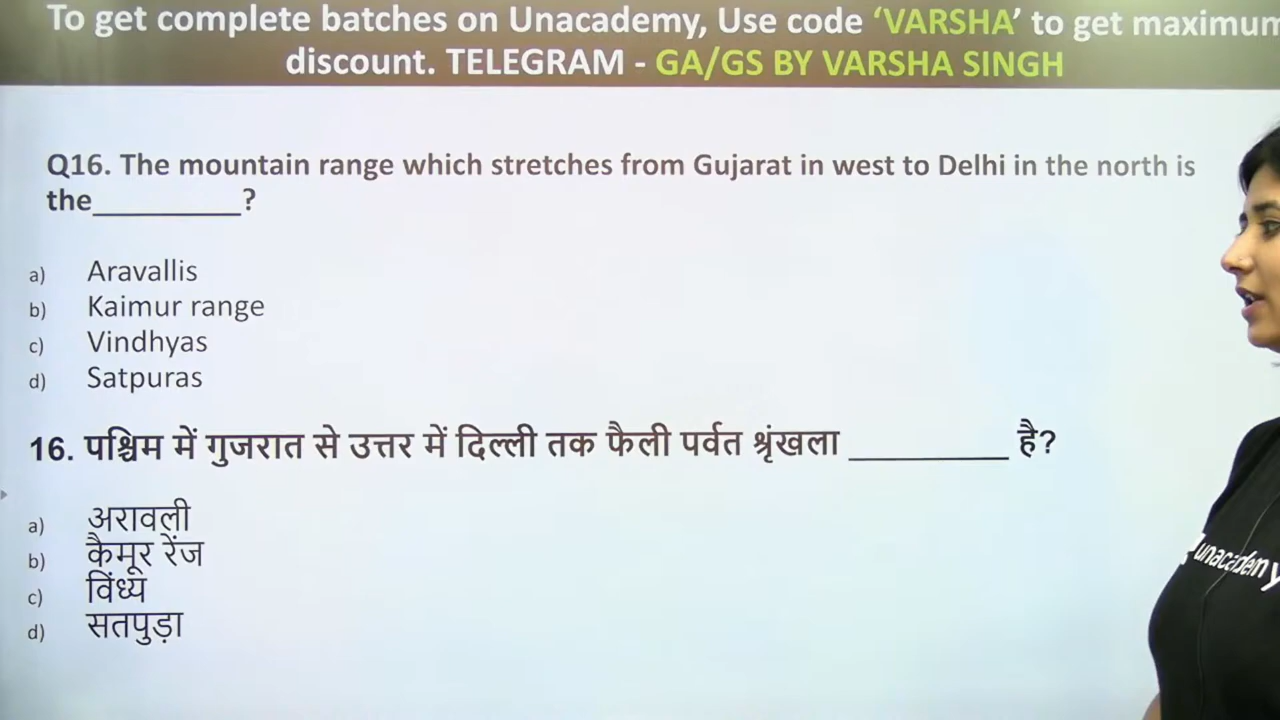 To get complete batches on Unacademy, Use code ‘VARSHA’ to get maximum
discount. TELEGRAM - GA/GS BY VARSHA SINGH
Q16. The mountain range which stretches from Gujarat in west to Delhi in the north is
the__________?
a) Aravallis
b) Kaimur range
c) Vindhyas
d) Satpuras
16. पश्चिम में गुजरात से उत्तर में दिल्ली तक फैली पर्वत श्रृंखला __________ है?
a) अरावली
b) कैमूर रेंज
c) विंध्य
d) सतपुड़ा
unacademy